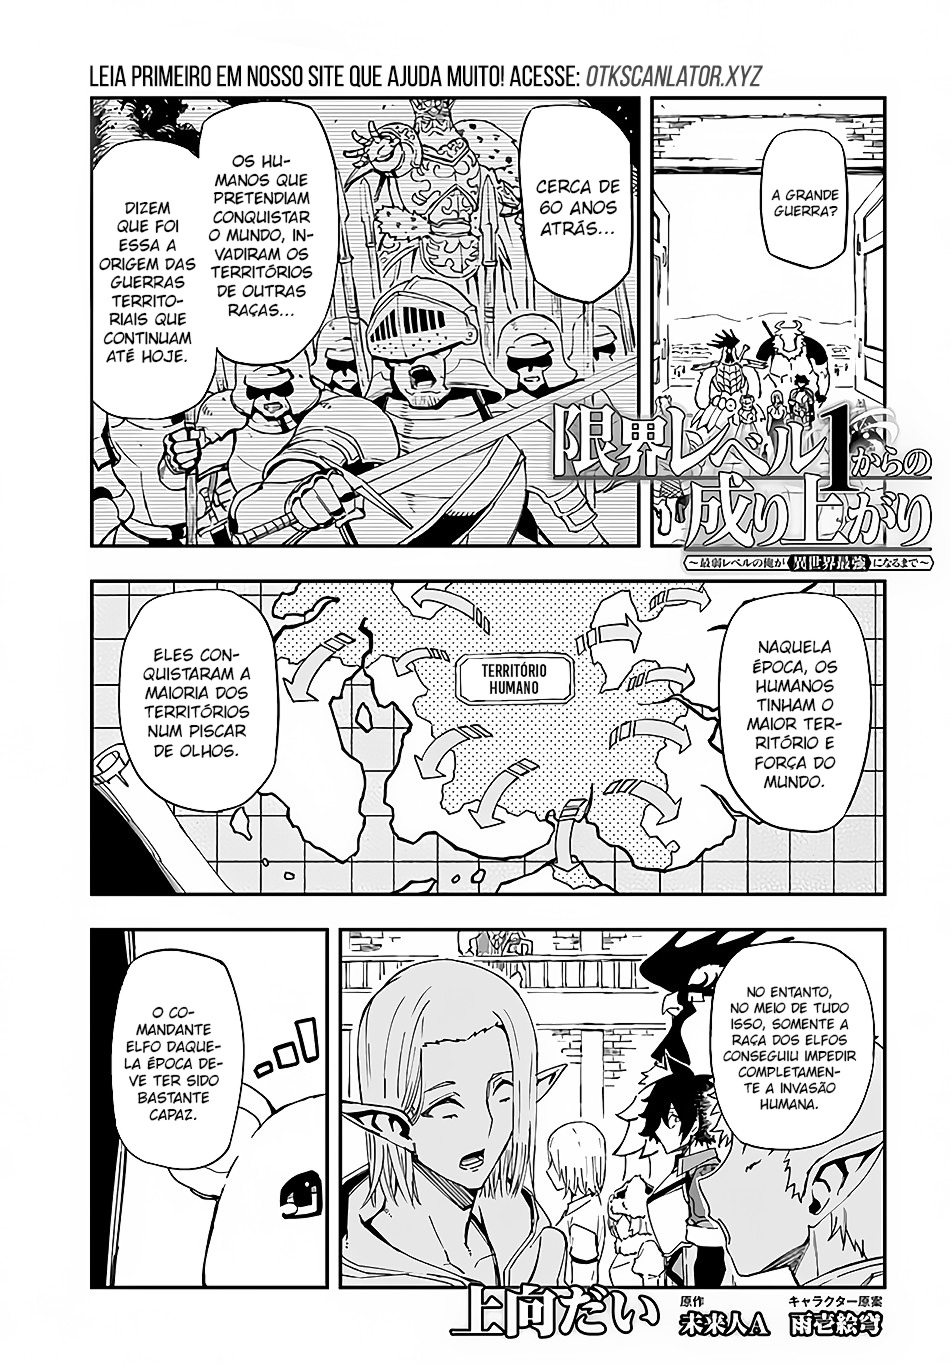 LEIA PRIMEIRO EM NOSSO SITE QUE AJUDA MUITO! ACESSE: OTKSCANLATOR.XYZ
A GRANDE
GUERRA?
CERCA DE
60 ANOS
ATRÁS...
OS HU-
MANOS QUE
PRETENDIAM
CONQUISTAR
O MUNDO, IN-
VADIRAM OS
TERRITÓRIOS
DE OUTRAS
RAÇAS...
DIZEM
QUE FOI
ESSA A
ORIGEM DAS
GUERRAS
TERRITO-
RIAIS QUE
CONTINUAM
ATÉ HOJE.
限界レベル1からの
成り上がり
～最弱レベルの俺が異世界最強になるまで～
NAQUELA
ÉPOCA, OS
HUMANOS
TINHAM O
MAIOR TER-
RITÓRIO E
FORÇA DO
MUNDO.
TERRITÓRIO
HUMANO
ELES CON-
QUISTARAM A
MAIORIA DOS
TERRITÓRIOS
NUM PISCAR
DE OLHOS.
NO ENTANTO,
NO MEIO DE TUDO
ISSO, SOMENTE A
RAÇA DOS ELFOS
CONSEGUIU IMPEDIR
COMPLETAMENTE
A INVASÃO
HUMANA.
O CO-
MANDANTE
ELFO DAQUE-
LA ÉPOCA DE-
VE TER SIDO
BASTANTE
CAPAZ.
上向だい
原作
未来人A
キャラクター原案
雨壱絵穹